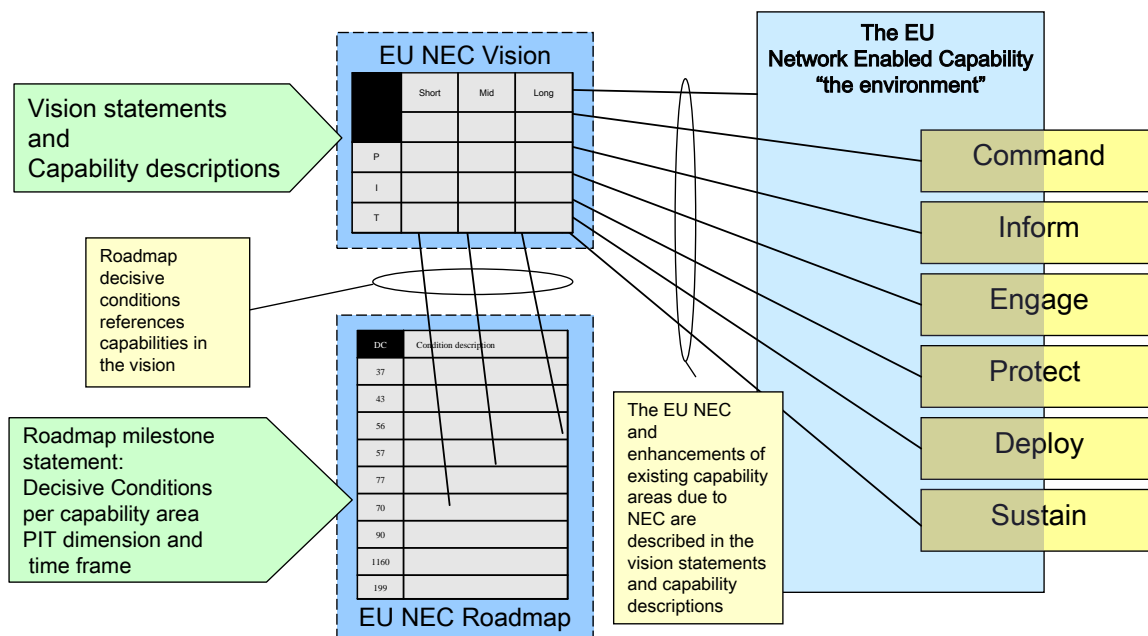 EU NEC Vision
Short Mid Long
P
I
T
Vision statements
and
Capability descriptions
The EU
Network Enabled Capability
“the environment”
Command
Inform
Engage
Protect
Deploy
Sustain
Roadmap
decisive
conditions
references
capabilities in
the vision
DC Condition description
37
43
56
57
77
70
90
1160
199
EU NEC Roadmap
Roadmap milestone
statement:
Decisive Conditions
per capability area
PIT dimension and
time frame
The EU NEC
and
enhancements of
existing capability
areas due to
NEC are
described in the
vision statements
and capability
descriptions